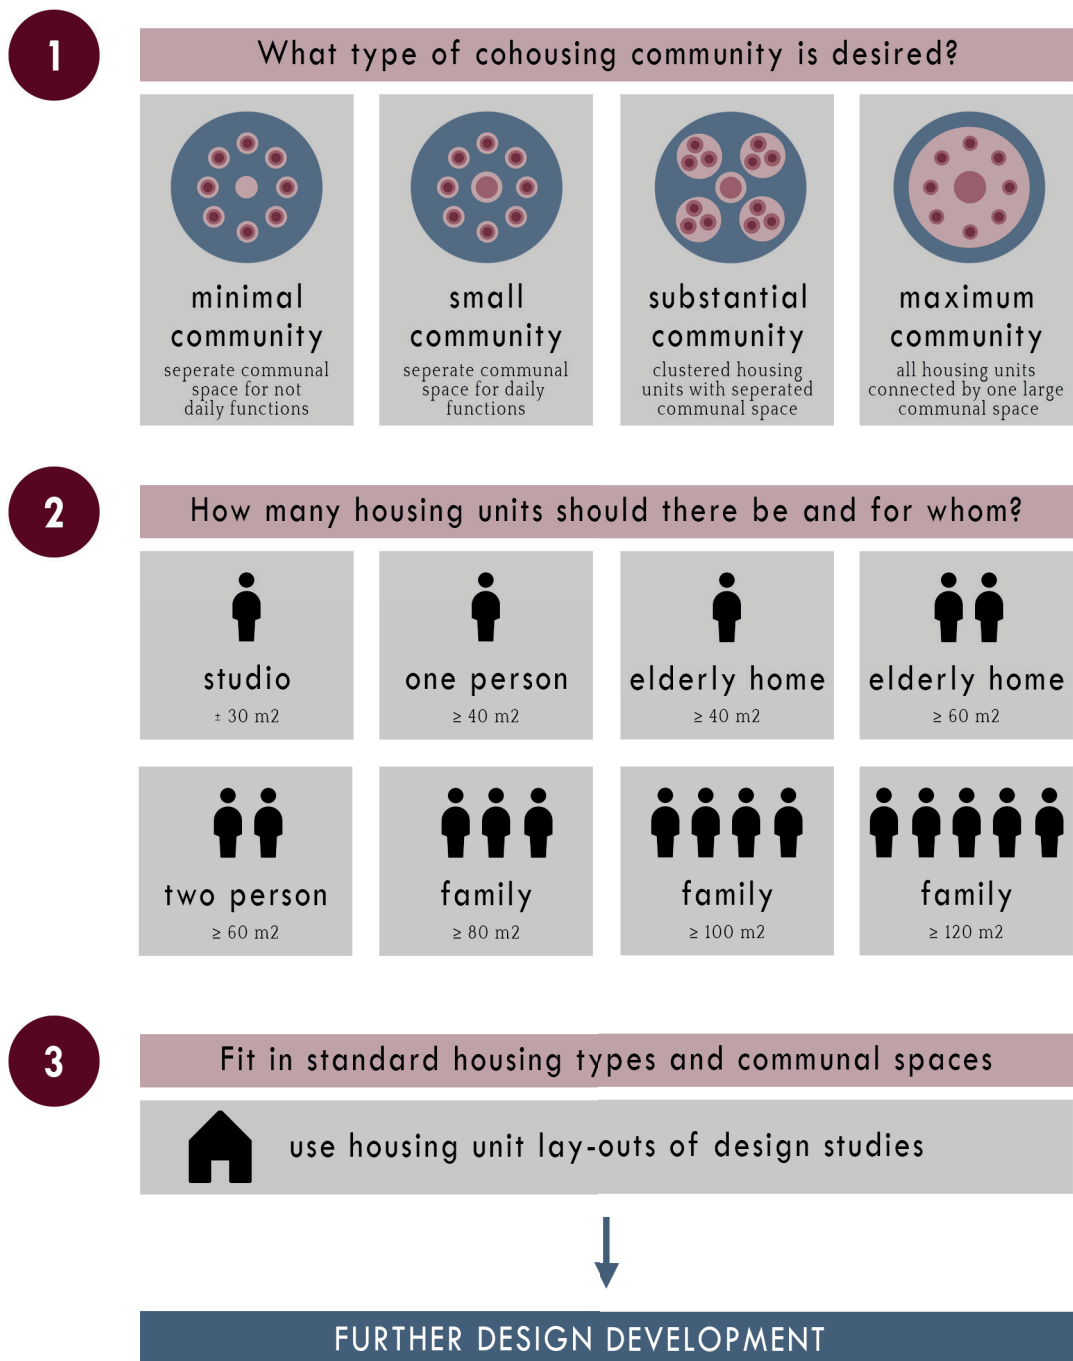 1
What type of cohousing community is desired?
minimal
community
seperate communal
space for not
daily functions
small
community
seperate communal
space for daily
functions
substantial
community
clustered housing
units with seperated
communal space
maximum
community
all housing units
connected by one large
communal space
2
How many housing units should there be and for whom?
studio
± 30 m2
one person
≥ 40 m2
elderly home
≥ 40 m2
elderly home
≥ 60 m2
two person
≥ 60 m2
family
≥ 80 m2
family
≥ 100 m2
family
≥ 120 m2
3
Fit in standard housing types and communal spaces
use housing unit lay-outs of design studies
FURTHER DESIGN DEVELOPMENT